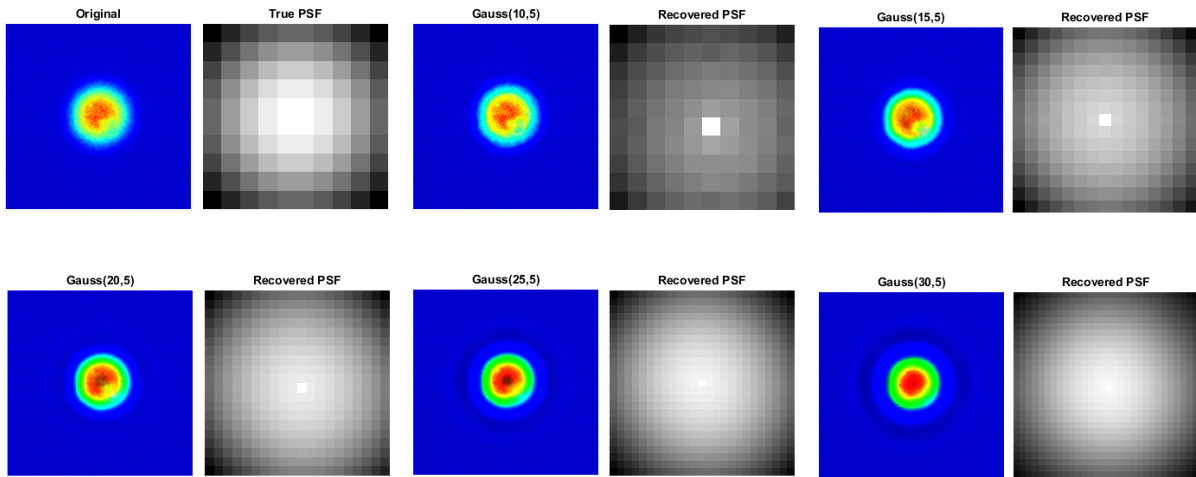 Original
True PSF
Gauss(10,5)
Recovered PSF
Gauss(15,5)
Recovered PSF
Gauss(20,5)
Recovered PSF
Gauss(25,5)
Recovered PSF
Gauss(30,5)
Recovered PSF